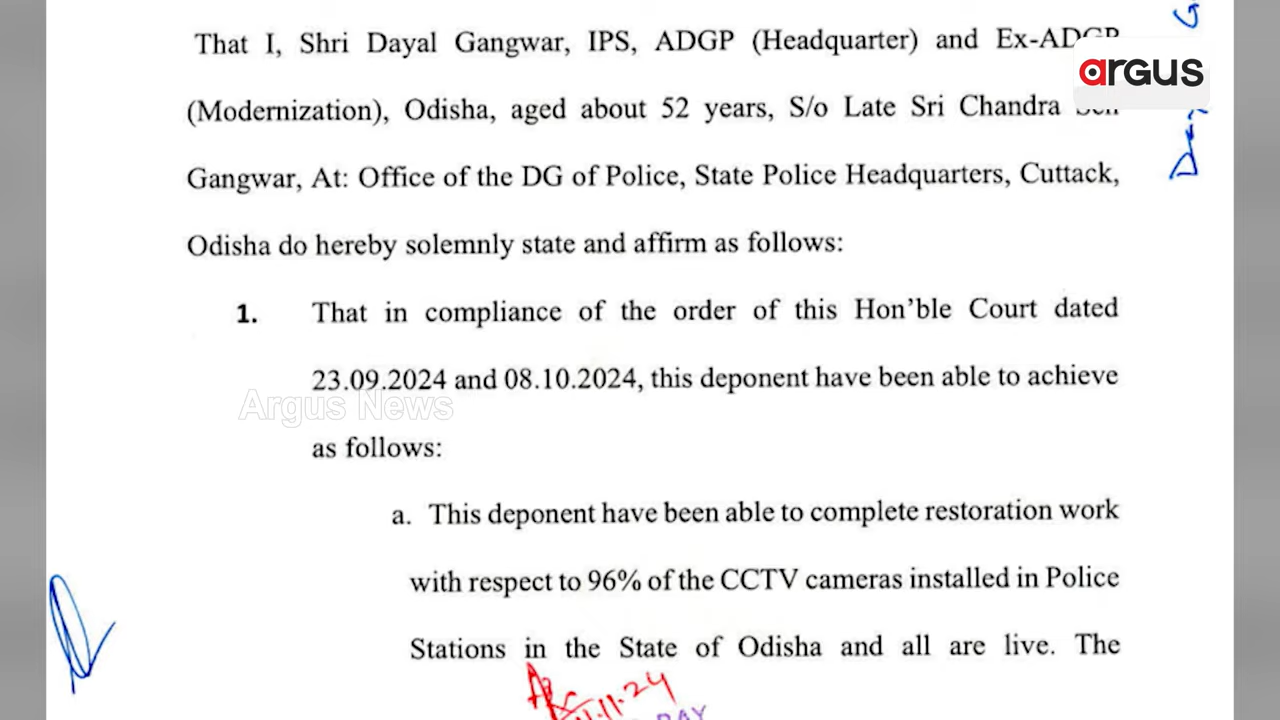 That I, Shri Dayal Gangwar, IPS, ADGP (Headquarter) and Ex-ADGP
argus
(Modernization), Odisha, aged about 52 years, S/o Late Sri Chandra Sen
Gangwar, At: Office of the DG of Police, State Police Headquarters, Cuttack,
Odisha do hereby solemnly state and affirm as follows:
1. That in compliance of the order of this Hon'ble Court dated
23.09.2024 and 08.10.2024, this deponent have been able to achieve
Argus News
as follows:
a. This deponent have been able to complete restoration work
with respect to 96% of the CCTV cameras installed in Police
Stations in the State of Odisha and all are live. The